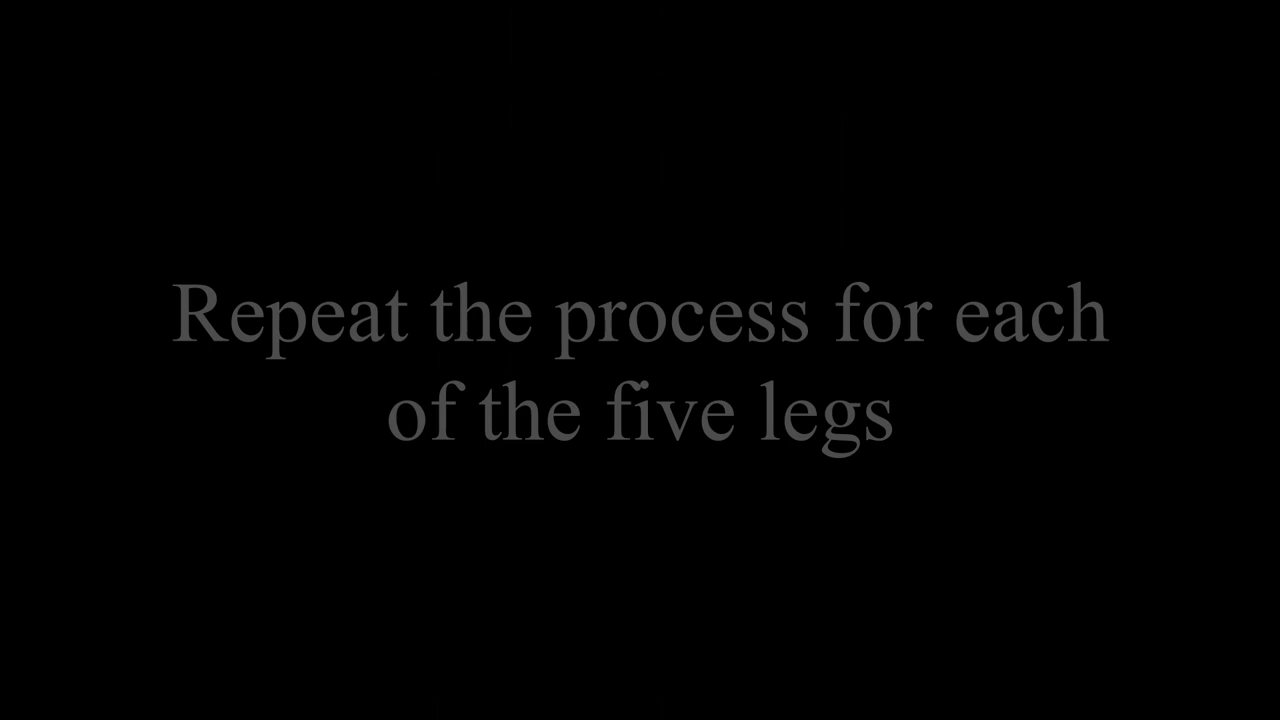 Repeat the process for each
of the five legs